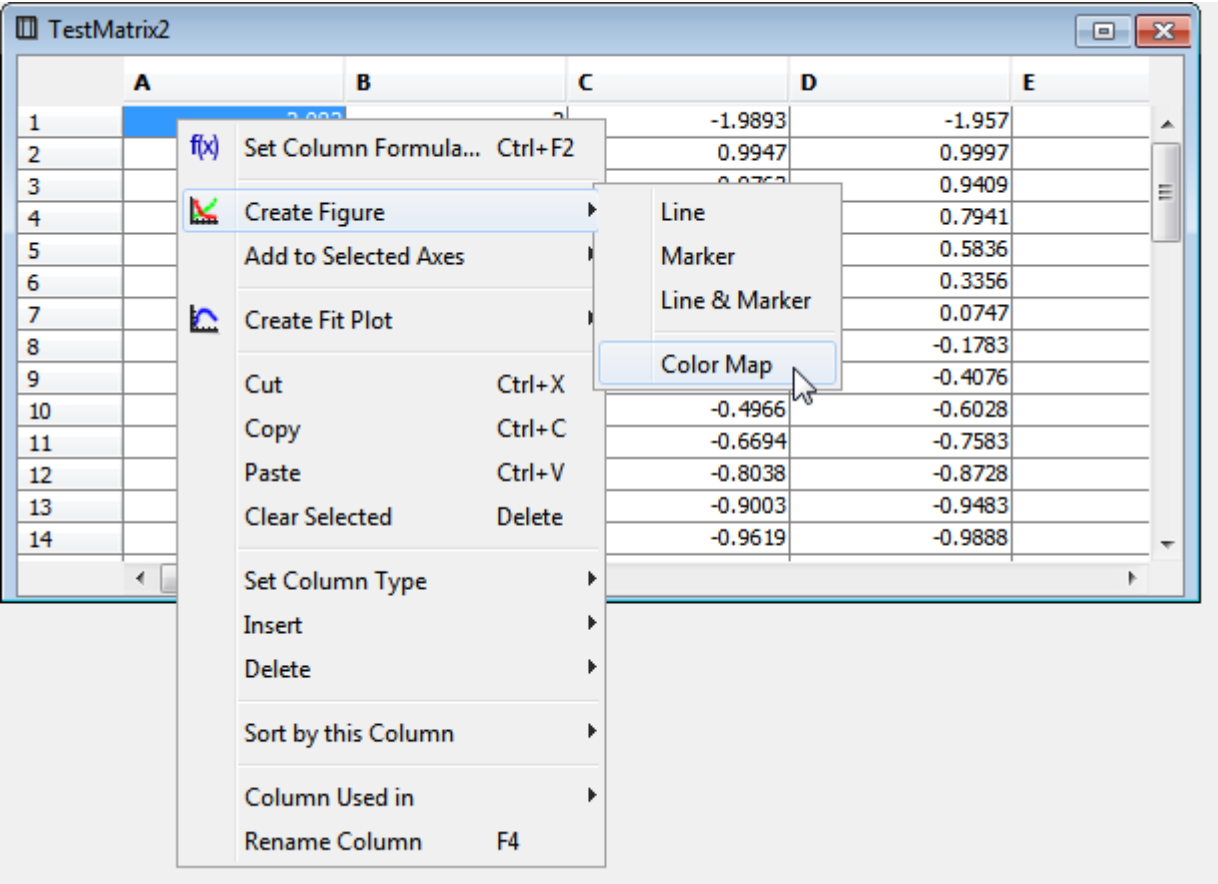 TestMatrix2
A B C D E
1 -1.9893 -1.957
f(x) Set Column Formula... Ctrl+F2
2 0.9947 0.9997
3 0.9409
Create Figure
Line
4 0.7941
Add to Selected Axes
Marker
5 0.5836
6 0.3356
Line & Marker
7 0.0747
Create Fit Plot
8 -0.1783
Color Map
9 -0.4076
Cut Ctrl+X
10 -0.4966 -0.6028
Copy Ctrl+C
11 -0.6694 -0.7583
12 -0.8038 -0.8728
Paste Ctrl+V
13 -0.9003 -0.9483
Clear Selected Delete
14 -0.9619 -0.9888
Set Column Type
Insert
Delete
Sort by this Column
Column Used in
Rename Column F4